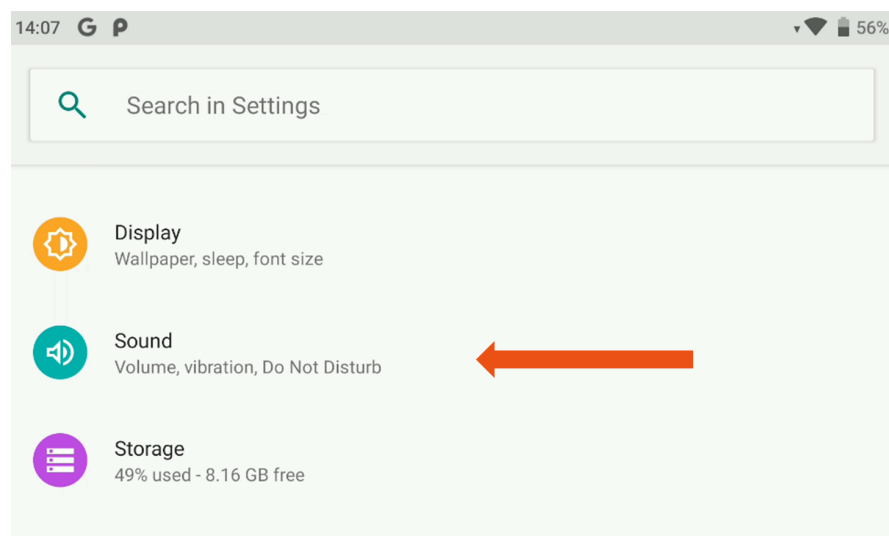 14:07 G P 56%
Search in Settings
Display
Wallpaper, sleep, font size
Sound
Volume, vibration, Do Not Disturb
Storage
49% used - 8.16 GB free